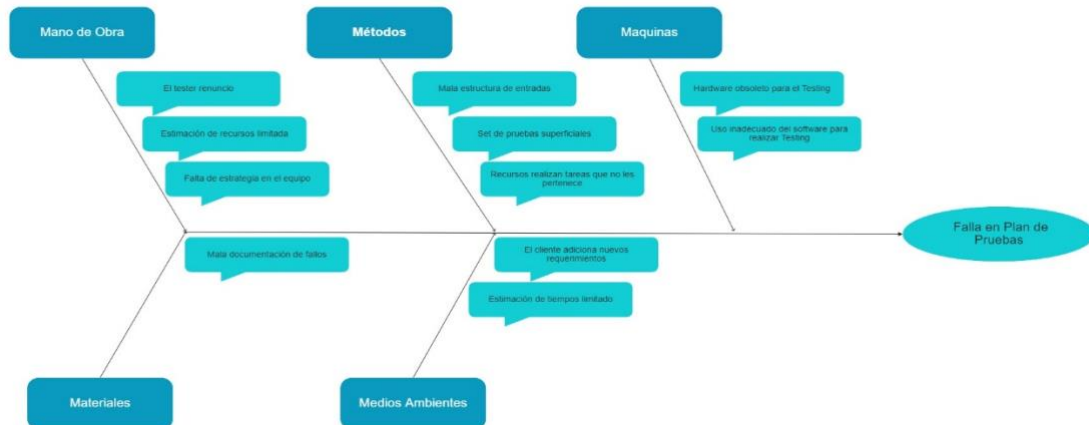 Mano de Obra
Métodos
Maquinas
El tester renuncio
Estimación de recursos limitada
Falta de estrategia en el equipo
Mala estructura de entradas
Set de pruebas superficiales
Recursos realizan tareas que no les
pertenece
Hardware obsoleto para el Testing
Uso inadecuado del software para
realizar Testing
Falla en Plan de
Pruebas
Mala documentación de fallos
El cliente adiciona nuevos
requerimientos
Estimación de tiempos limitado
Materiales
Medios Ambientes